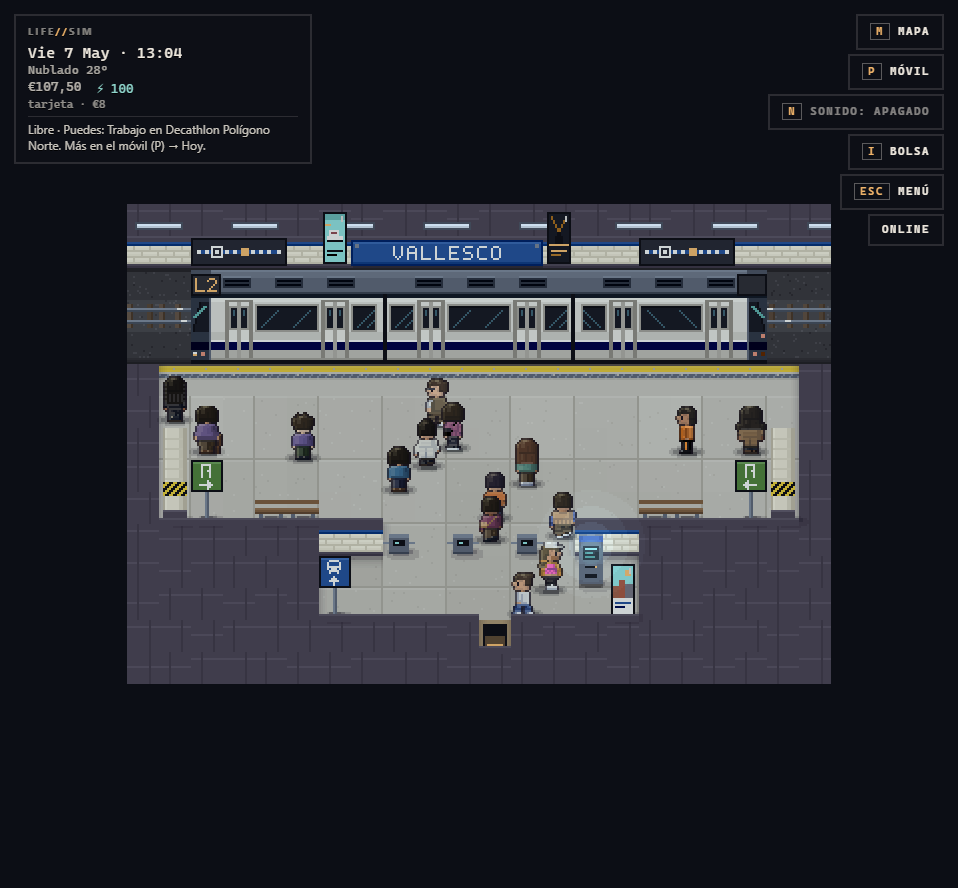 LIFE//SIM
Vie 7 May · 13:04
Nublado 28º
€107,50 ⚡ 100
tarjeta · €8
Libre · Puedes: Trabajo en Decathlon Polígono
Norte. Más en el móvil (P) → Hoy.
M MAPA
P MÓVIL
N SONIDO: APAGADO
I BOLSA
ESC MENÚ
ONLINE
VALLESCO
L2